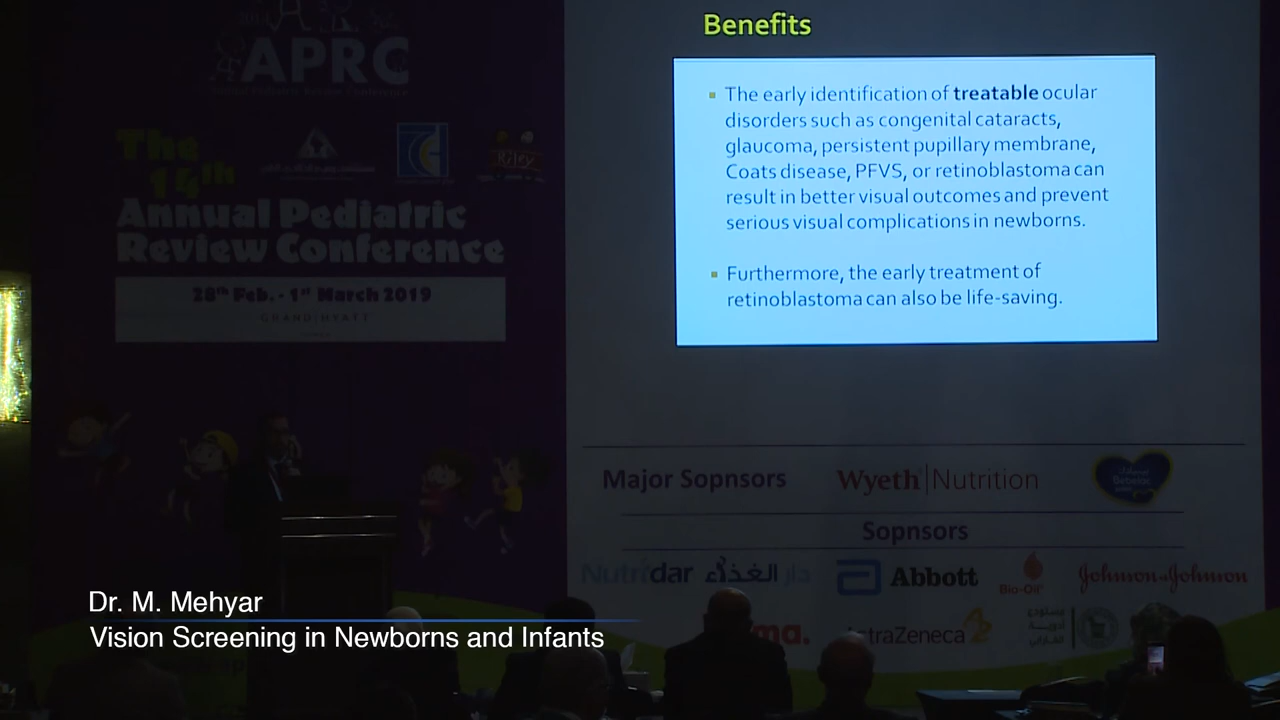 Benefits
The early identification of treatable ocular
disorders such as congenital cataracts,
glaucoma, persistent pupillary membrane,
Coats disease, PFVS, or retinoblastoma can
result in better visual outcomes and prevent
serious visual complications in newborns.
Furthermore, the early treatment of
retinoblastoma can also be life-saving.
APRC
The
14th
Annual Pediatric
Review Conference
Riley
28th Feb. - 1st March 2019
GRAND HYATT
Major Sopnsors
Wyeth Nutrition
Sopnsors
Nutridar دار الغذاء
Abbott
Bio-Oil
Johnson & Johnson
AstraZeneca
Dr. M. Mehyar
Vision Screening in Newborns and Infants